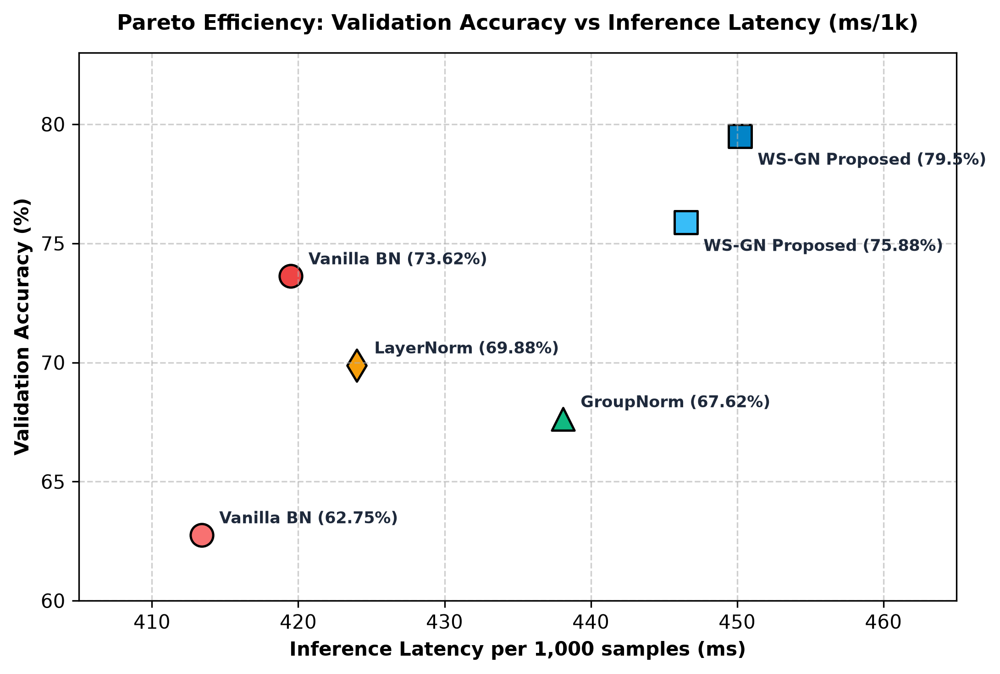 Pareto Efficiency: Validation Accuracy vs Inference Latency (ms/1k)
Validation Accuracy (%)
80
75
70
65
60
WS-GN Proposed (79.5%)
WS-GN Proposed (75.88%)
Vanilla BN (73.62%)
LayerNorm (69.88%)
GroupNorm (67.62%)
Vanilla BN (62.75%)
410 420 430 440 450 460
Inference Latency per 1,000 samples (ms)